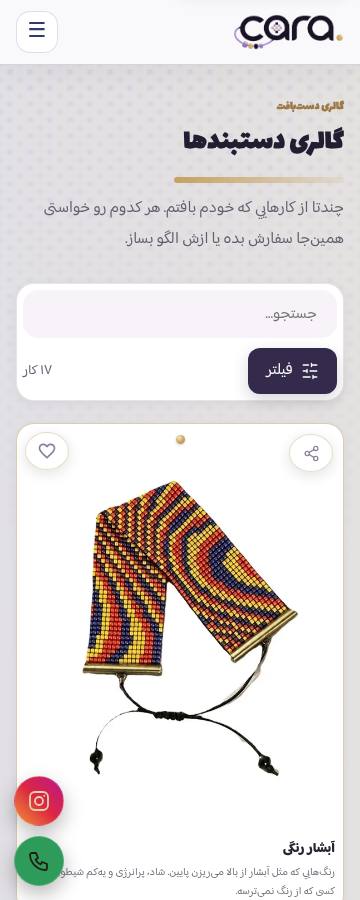 cara.
گالری دست‌بافت
گالری دستبندها
چندتا از کارهایی که خودم بافتم. هر کدوم رو خواستی
همین‌جا سفارش بده یا ازش الگو بساز.
جستجو...
فیلتر
۱۷ کار
آبشار رنگی
رنگ‌هایی که مثل آبشار از بالا می‌ریزن پایین. شاد، پرانرژی و یه‌کم شیطون؛
کسی که از رنگ نمی‌ترسه.